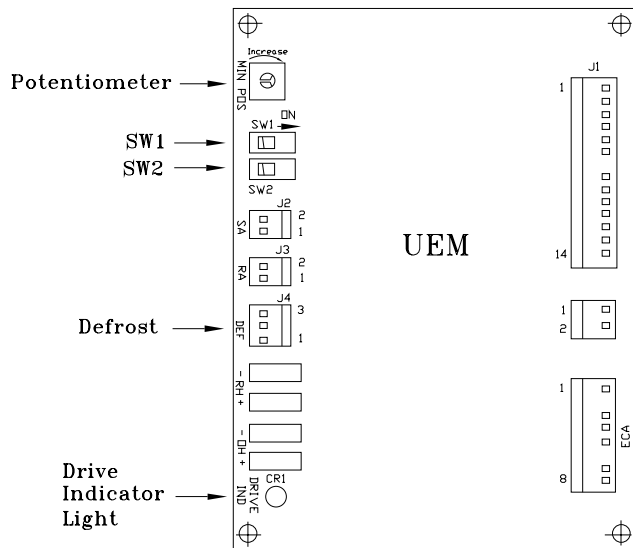 Increase
MIN POS
Potentiometer
ON
SW1
SW1
SW2
SW2
J1
1
14
J2
SA
2
1
J3
RA
2
1
J4
DEF
3
1
Defrost
UEM
1
2
- RH +
- OH +
1
8
ECA
CR1
DRIVE
IND
Drive
Indicator
Light